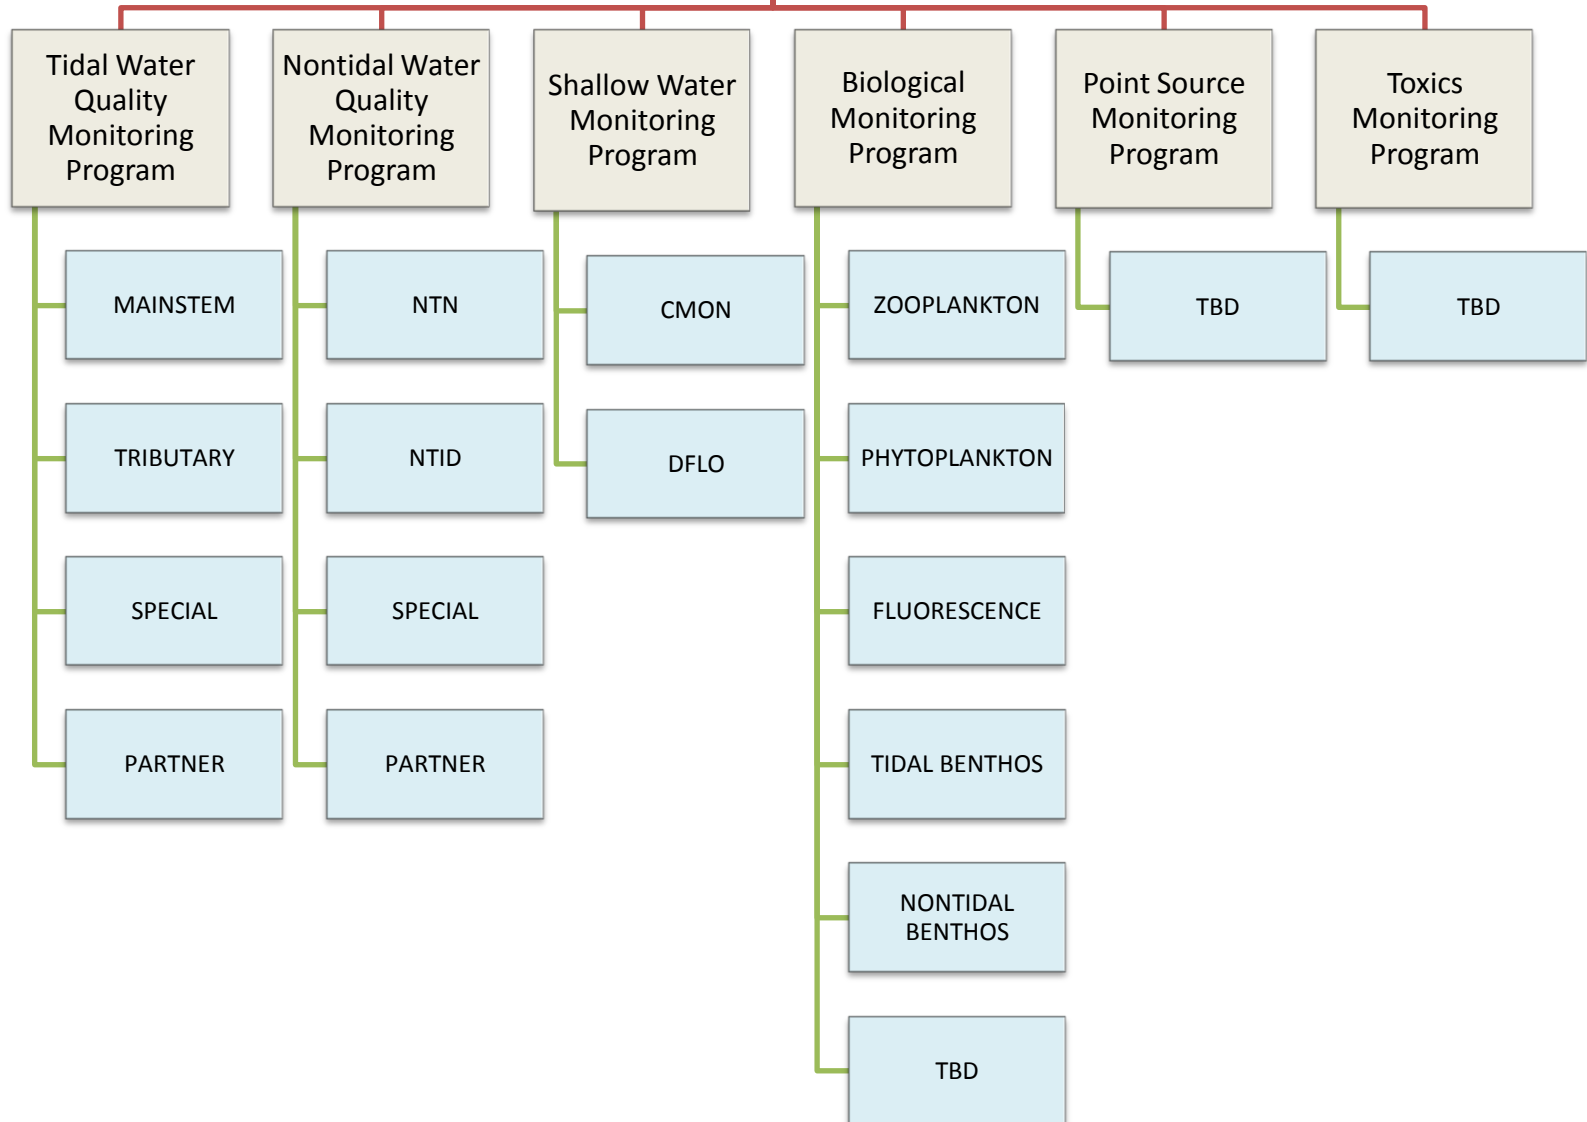 Tidal Water
Quality
Monitoring
Program
Nontidal Water
Quality
Monitoring
Program
Shallow Water
Monitoring
Program
Biological
Monitoring
Program
Point Source
Monitoring
Program
Toxics
Monitoring
Program
MAINSTEM
TRIBUTARY
SPECIAL
PARTNER
NTN
NTID
SPECIAL
PARTNER
CMON
DFLO
ZOOPLANKTON
PHYTOPLANKTON
FLUORESCENCE
TIDAL BENTHOS
NONTIDAL
BENTHOS
TBD
TBD
TBD